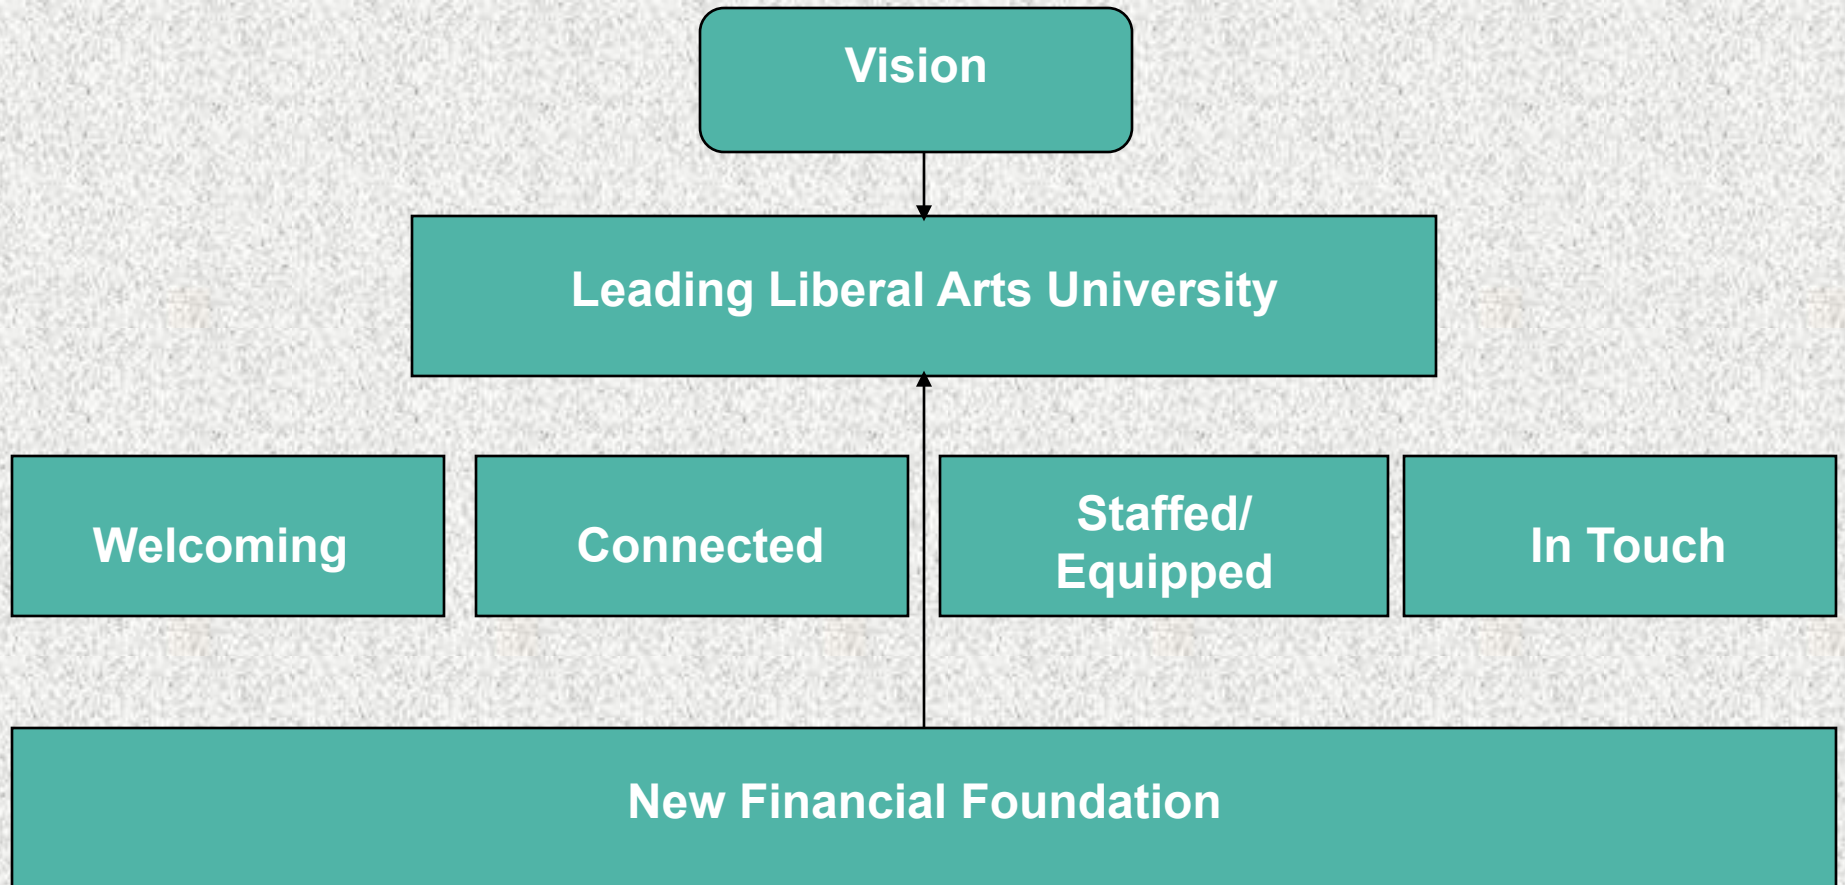 Vision
Leading Liberal Arts University
Welcoming
Connected
Staffed/
Equipped
In Touch
New Financial Foundation